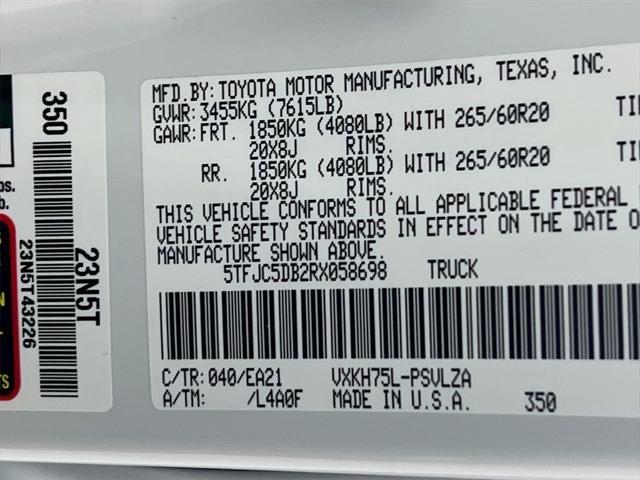 MFD.BY: TOYOTA MOTOR MANUFACTURING, TEXAS, INC.
GVWR: 3455KG (7615LB)
GAWR: FRT. 1850KG (4080LB) WITH 265/60R20
20X8J RIMS.
RR. 1850KG (4080LB) WITH 265/60R20
20X8J RIMS.
THIS VEHICLE CONFORMS TO ALL APPLICABLE FEDERAL
VEHICLE SAFETY STANDARDS IN EFFECT ON THE DATE O
MANUFACTURE SHOWN ABOVE.
5TFJC5DB2RX058698 TRUCK
C/TR: 040/EA21 VXKH75L-PSVLZA
A/TM: /L4A0F MADE IN U.S.A. 350
350
23N5T
23N5T43226